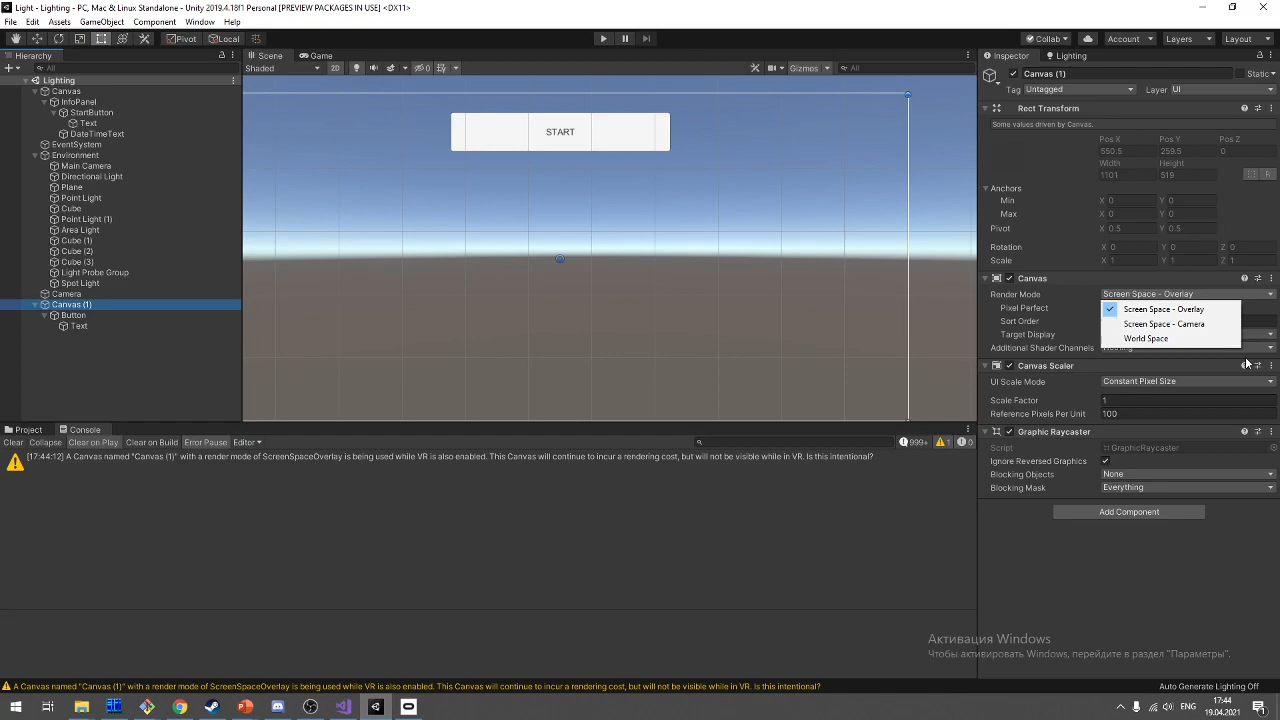 Light - Lighting - PC, Mac & Linux Standalone - Unity 2019.4.18f1 Personal [PREVIEW PACKAGES IN USE] <DX11>
File Edit Assets GameObject Component Window Help
Pivot Local Collab Account Layers Layout
Hierarchy Scene Game Inspector Lighting
All Shaded 2D 0 Gizmos All Canvas (1) Static
Lighting
Canvas
InfoPanel
StartButton
Text
DateTimeText
EventSystem
Environment
Main Camera
Directional Light
Plane
Point Light
Cube
Point Light (1)
Area Light
Cube (1)
Cube (2)
Cube (3)
Light Probe Group
Spot Light
Camera
Canvas (1)
Button
Text
START
Tag Untagged Layer UI
Rect Transform
Some values driven by Canvas.
Pos X Pos Y Pos Z
550.5 259.5 0
Width Height
1101 519 R
Anchors
Min X 0 Y 0
Max X 0 Y 0
Pivot X 0.5 Y 0.5
Rotation X 0 Y 0 Z 0
Scale X 1 Y 1 Z 1
Canvas
Render Mode Screen Space - Overlay
Pixel Perfect Screen Space - Overlay
Sort Order Screen Space - Camera
Target Display World Space
Additional Shader Channels Nothing
Canvas Scaler
UI Scale Mode Constant Pixel Size
Scale Factor 1
Reference Pixels Per Unit 100
Graphic Raycaster
Script GraphicRaycaster
Ignore Reversed Graphics
Blocking Objects None
Blocking Mask Everything
Add Component
Project Console
Clear Collapse Clear on Play Clear on Build Error Pause Editor 999+ 1 0
[17:44:12] A Canvas named "Canvas (1)" with a render mode of ScreenSpaceOverlay is being used while VR is also enabled. This Canvas will continue to incur a rendering cost, but will not be visible while in VR. Is this intentional?
Активация Windows
Чтобы активировать Windows, перейдите в раздел "Параметры".
A Canvas named "Canvas (1)" with a render mode of ScreenSpaceOverlay is being used while VR is also enabled. This Canvas will continue to incur a rendering cost, but will not be visible while in VR. Is this intentional?
Auto Generate Lighting Off
ENG
17:44
19.04.2021